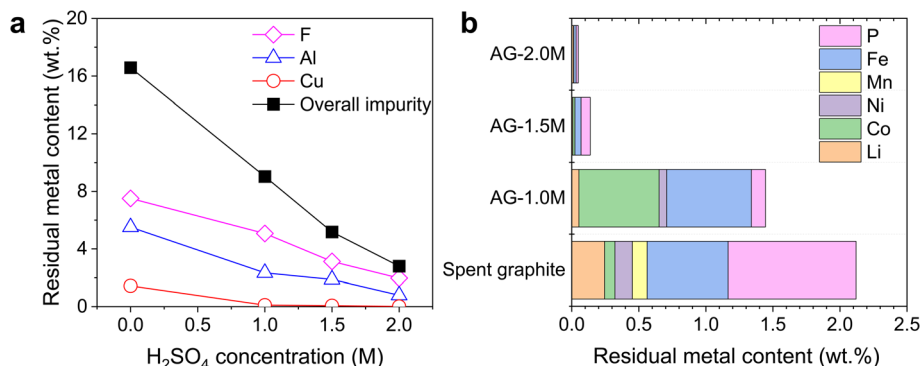 a
Residual metal content (wt.%)
20
16
12
8
4
0
0.0 0.5 1.0 1.5 2.0
H₂SO₄ concentration (M)
F
Al
Cu
Overall impurity
b
AG-2.0M
AG-1.5M
AG-1.0M
Spent graphite
P
Fe
Mn
Ni
Co
Li
0.0 0.5 1.0 1.5 2.0 2.5
Residual metal content (wt.%)